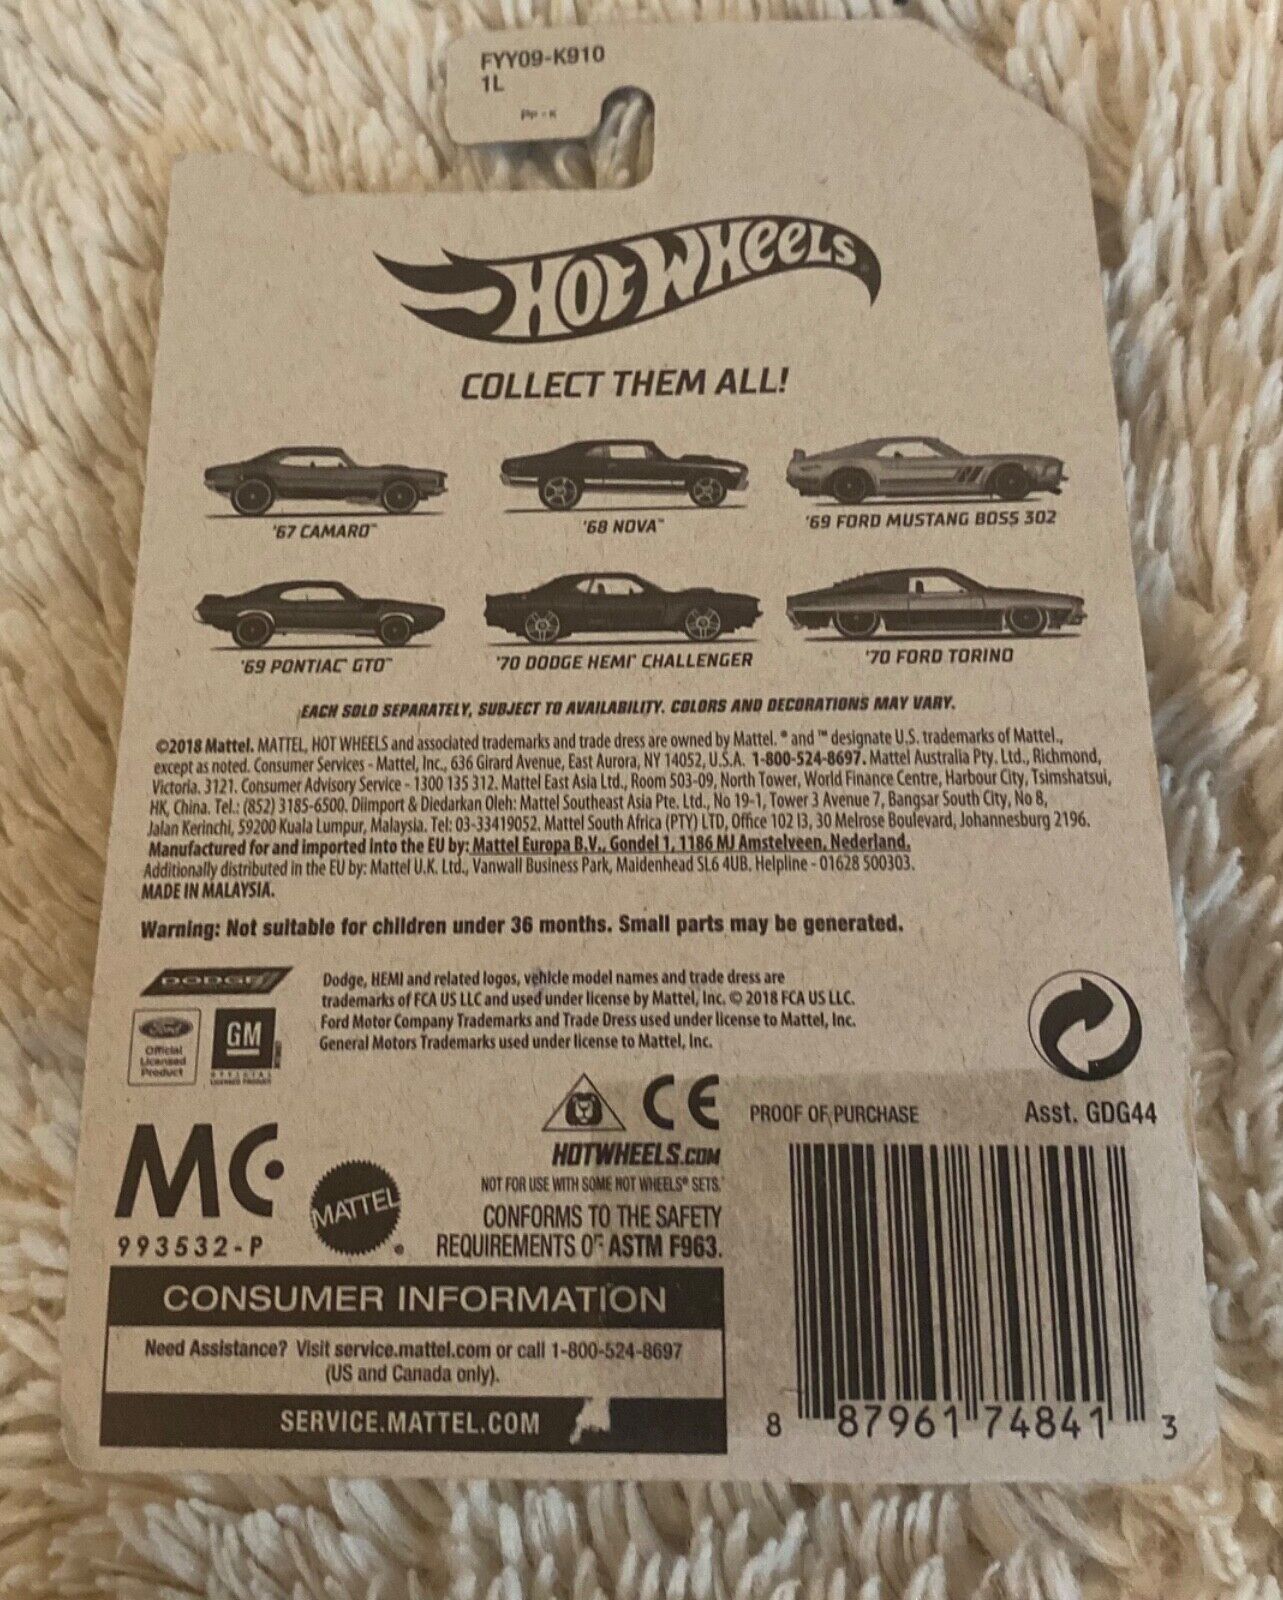 FYY09-K910
1L
HOT WHEELS
COLLECT THEM ALL!
'67 CAMARO™
'68 NOVA™
'69 FORD MUSTANG BOSS 302
'69 PONTIAC® GTO™
'70 DODGE HEMI® CHALLENGER
'70 FORD TORINO
EACH SOLD SEPARATELY, SUBJECT TO AVAILABILITY. COLORS AND DECORATIONS MAY VARY.
©2018 Mattel. MATTEL, HOT WHEELS and associated trademarks and trade dress are owned by Mattel. ® and ™ designate U.S. trademarks of Mattel.,
except as noted. Consumer Services - Mattel, Inc., 636 Girard Avenue, East Aurora, NY 14052, U.S.A. 1-800-524-8697. Mattel Australia Pty. Ltd., Richmond,
Victoria. 3121. Consumer Advisory Service - 1300 135 312. Mattel East Asia Ltd., Room 503-09, North Tower, World Finance Centre, Harbour City, Tsimshatsui,
HK, China. Tel.: (852) 3185-6500. Diimport & Diedarkan Oleh: Mattel Southeast Asia Pte. Ltd., No 19-1, Tower 3 Avenue 7, Bangsar South City, No 8,
Jalan Kerinchi, 59200 Kuala Lumpur, Malaysia. Tel: 03-33419052. Mattel South Africa (PTY) LTD, Office 102 I3, 30 Melrose Boulevard, Johannesburg 2196.
Manufactured for and imported into the EU by: Mattel Europa B.V., Gondel 1, 1186 MJ Amstelveen, Nederland.
Additionally distributed in the EU by: Mattel U.K. Ltd., Vanwall Business Park, Maidenhead SL6 4UB. Helpline - 01628 500303.
MADE IN MALAYSIA.
Warning: Not suitable for children under 36 months. Small parts may be generated.
DODGE
Dodge, HEMI and related logos, vehicle model names and trade dress are
trademarks of FCA US LLC and used under license by Mattel, Inc. © 2018 FCA US LLC.
Ford Motor Company Trademarks and Trade Dress used under license to Mattel, Inc.
General Motors Trademarks used under license to Mattel, Inc.
Ford
Official
Licensed
Product
GM
OFFICIAL
LICENSED PRODUCT
CE
PROOF OF PURCHASE
Asst. GDG44
HOTWHEELS.COM
NOT FOR USE WITH SOME HOT WHEELS® SETS.
MC
MATTEL®
CONFORMS TO THE SAFETY
REQUIREMENTS OF ASTM F963.
993532-P
CONSUMER INFORMATION
Need Assistance? Visit service.mattel.com or call 1-800-524-8697
(US and Canada only).
SERVICE.MATTEL.COM
8 87961 74841 3